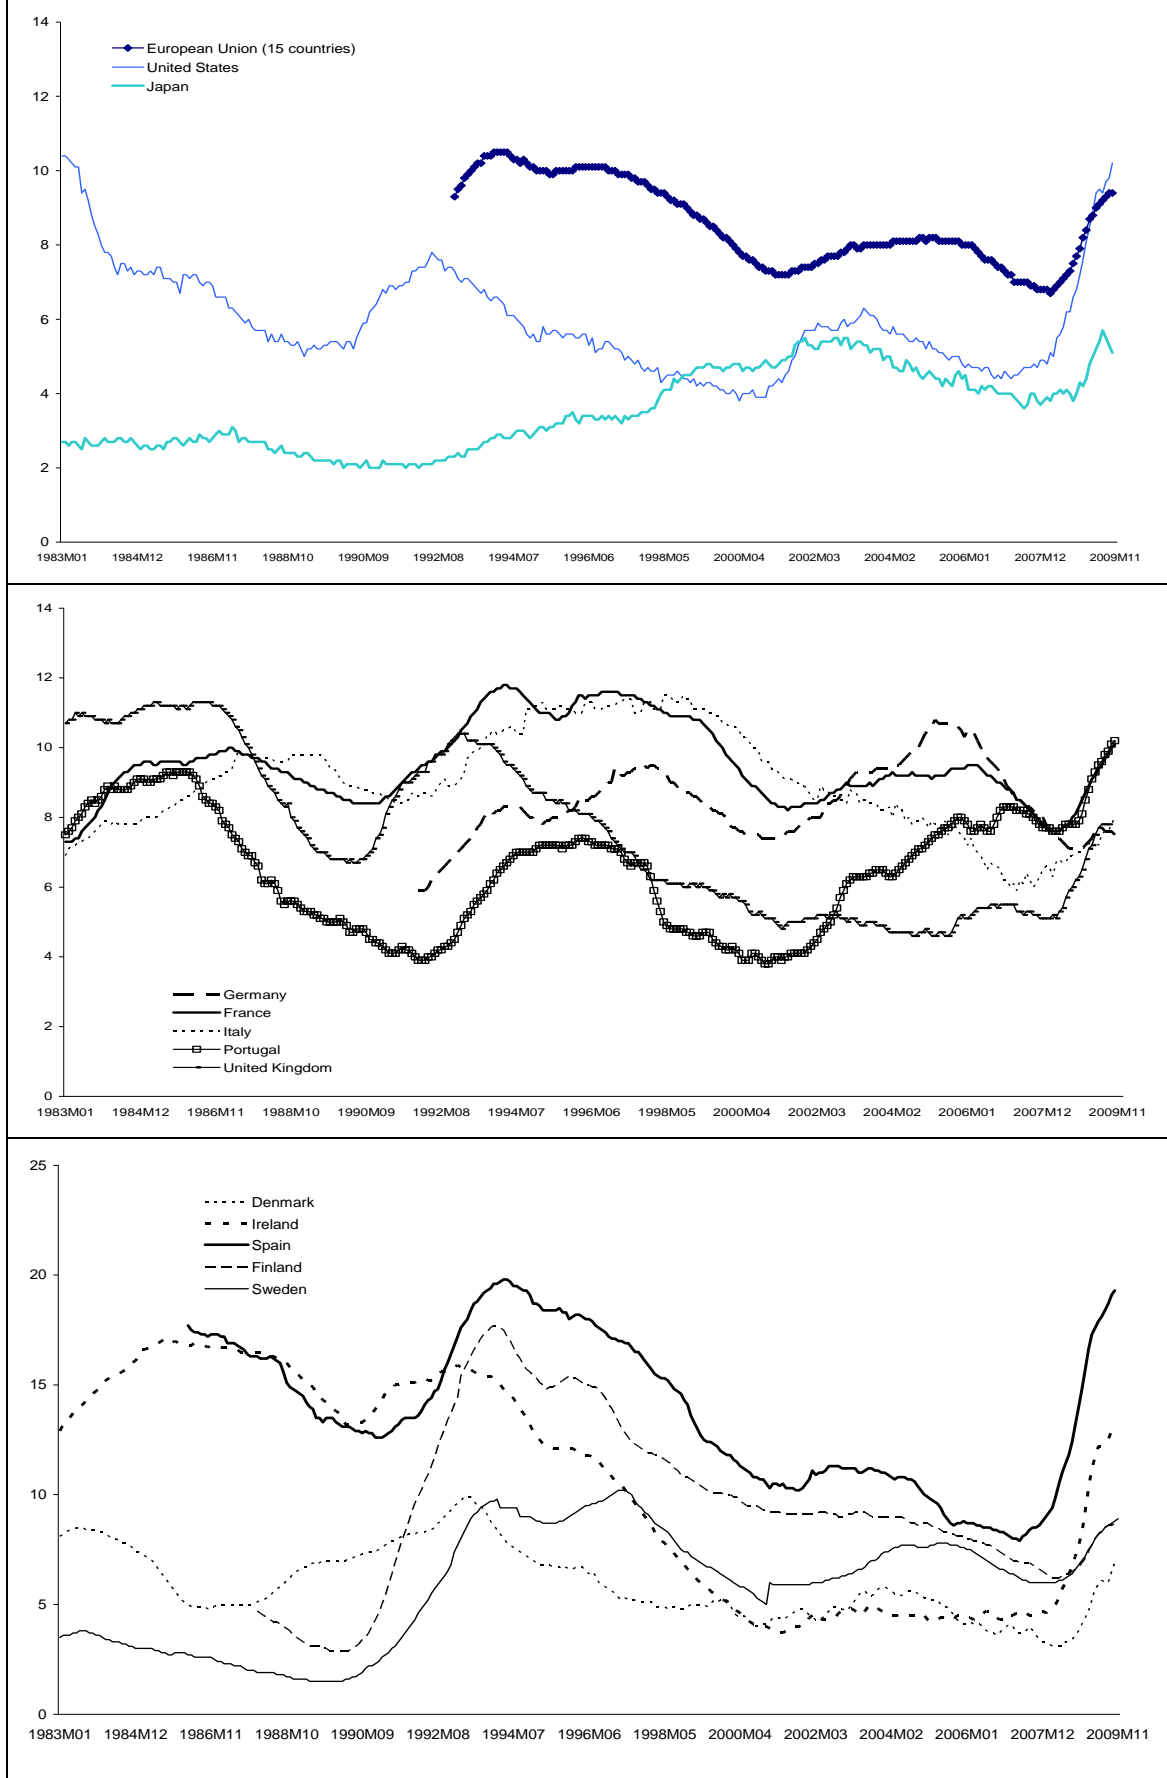 14
European Union (15 countries)
United States
Japan
12
10
8
6
4
2
0
1983M01 1984M12 1986M11 1988M10 1990M09 1992M08 1994M07 1996M06 1998M05 2000M04 2002M03 2004M02 2006M01 2007M12 2009M11
14
12
10
8
6
4
Germany
France
2
Italy
Portugal
United Kingdom
0
1983M01 1984M12 1986M11 1988M10 1990M09 1992M08 1994M07 1996M06 1998M05 2000M04 2002M03 2004M02 2006M01 2007M12 2009M11
25
Denmark
Ireland
Spain
Finland
20
Sweden
15
10
5
0
1983M01 1984M12 1986M11 1988M10 1990M09 1992M08 1994M07 1996M06 1998M05 2000M04 2002M03 2004M02 2006M01 2007M12 2009M11